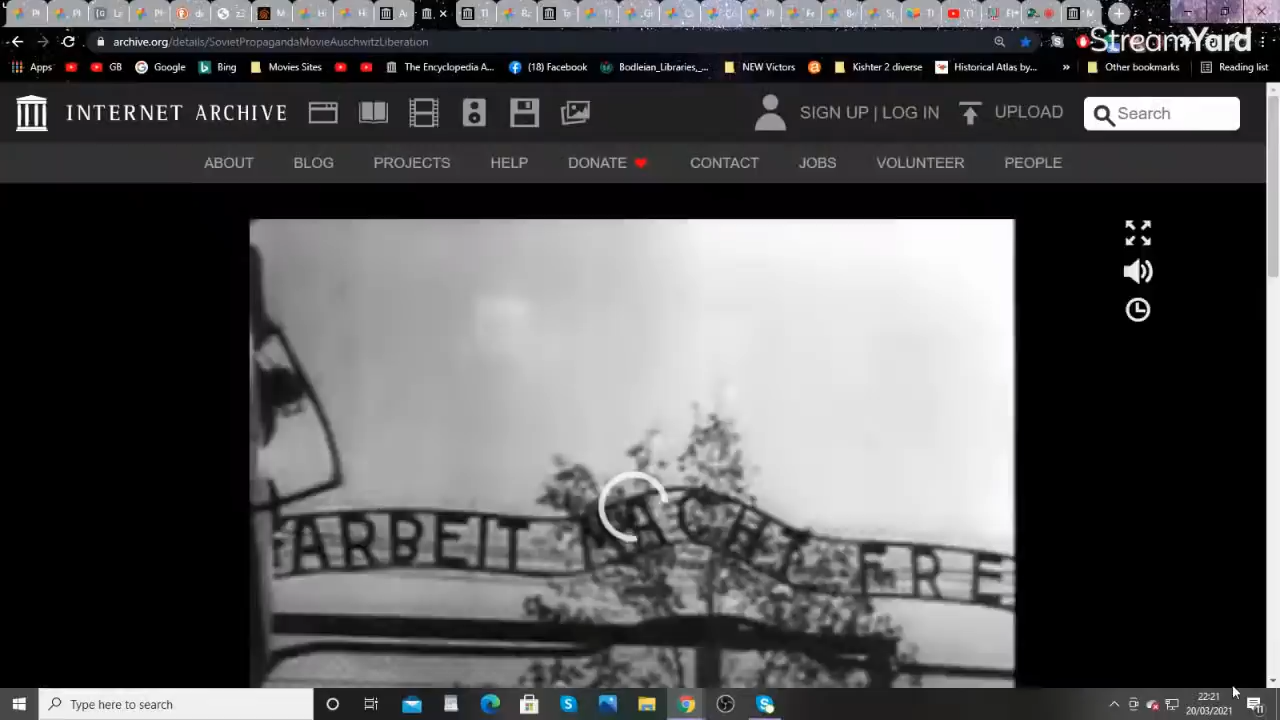 archive.org/details/SovietPropagandaMovieAuschwitzLiberation
StreamYard
Apps
GB
Google
Bing
Movies Sites
The Encyclopedia A...
(18) Facebook
Bodleian_Libraries,_...
NEW Victors
Kishter 2 diverse
Historical Atlas by...
»
Other bookmarks
Reading list
INTERNET ARCHIVE
SIGN UP | LOG IN
UPLOAD
Search
ABOUT
BLOG
PROJECTS
HELP
DONATE
CONTACT
JOBS
VOLUNTEER
PEOPLE
ARBEIT MACHT FRE
Type here to search
22:21
20/03/2021